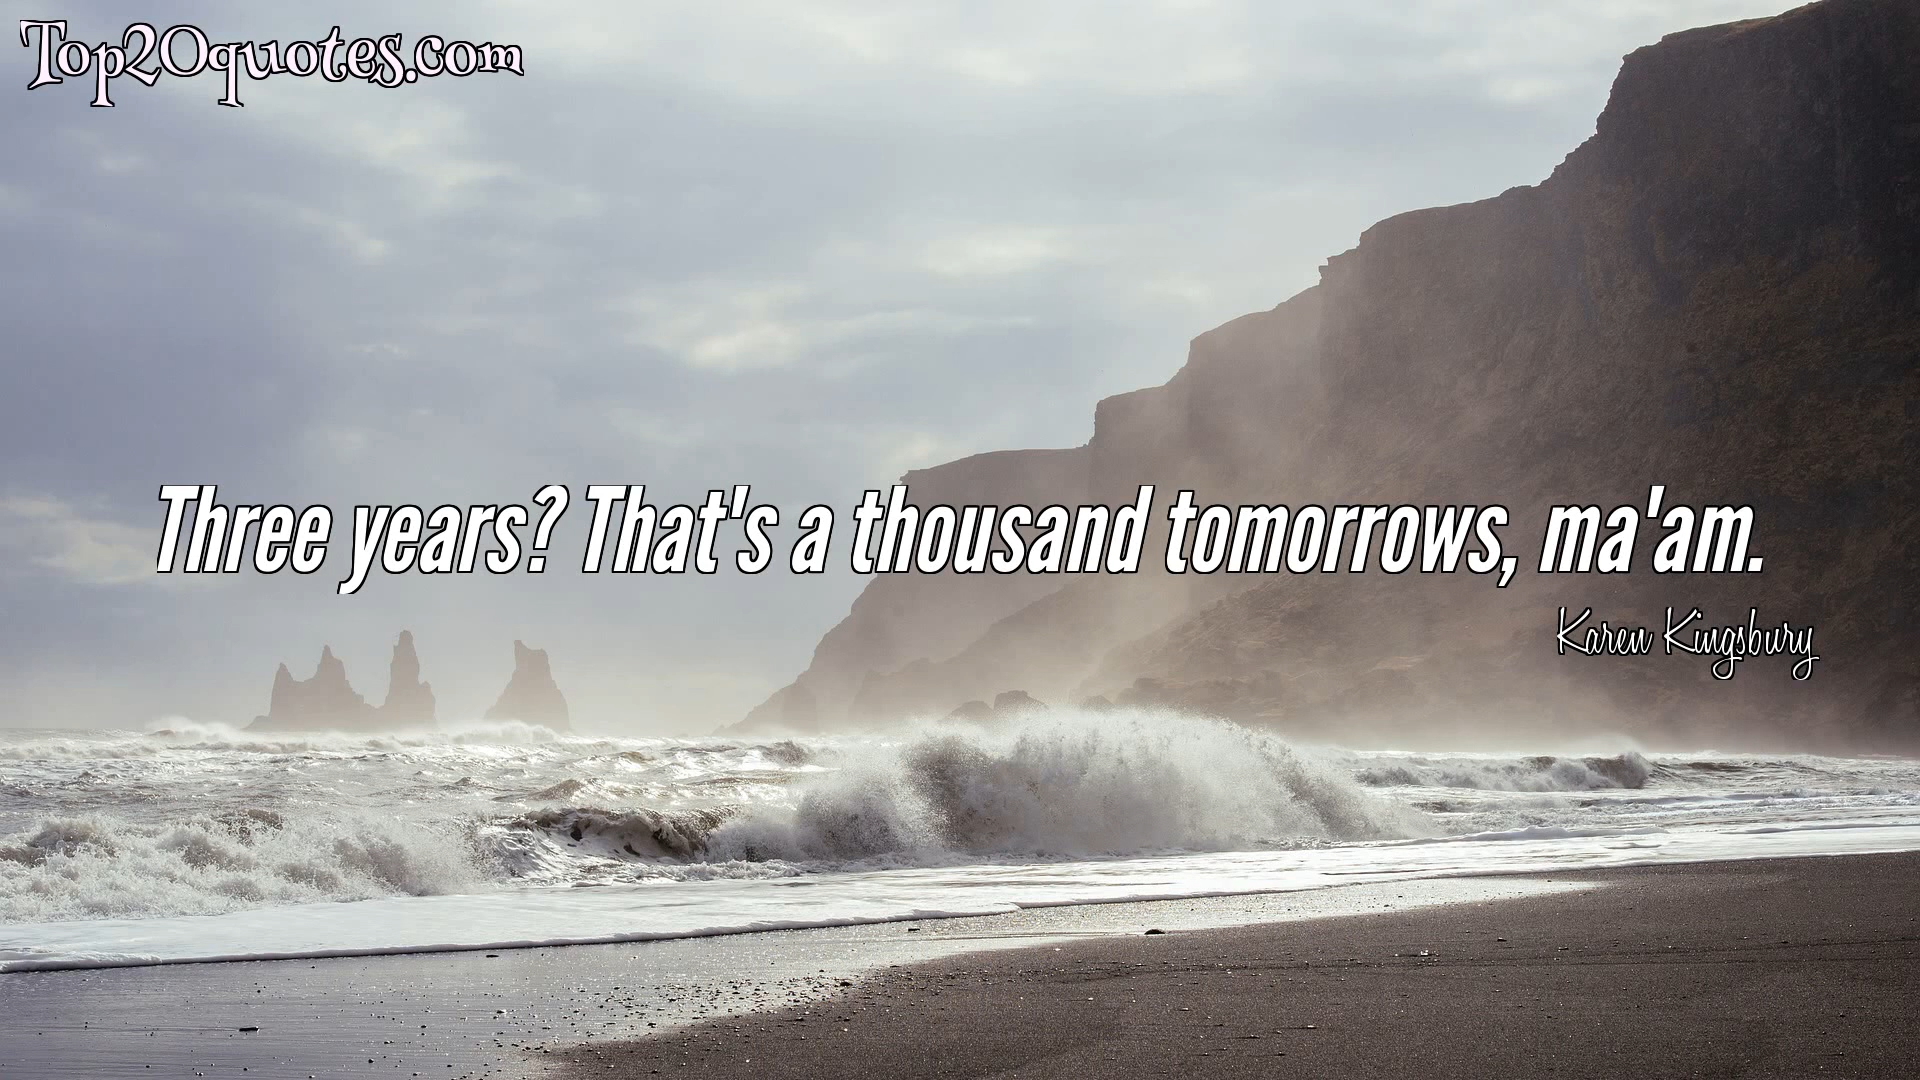 Top20quotes.com
Three years? That's a thousand tomorrows, ma'am.
Karen Kingsbury